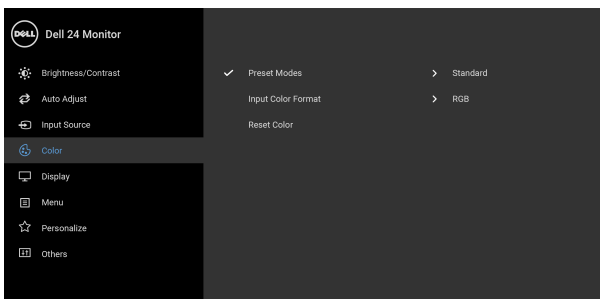 DELL Dell 24 Monitor
Brightness/Contrast
Auto Adjust
Input Source
Color
Display
Menu
Personalize
Others
Preset Modes Standard
Input Color Format RGB
Reset Color